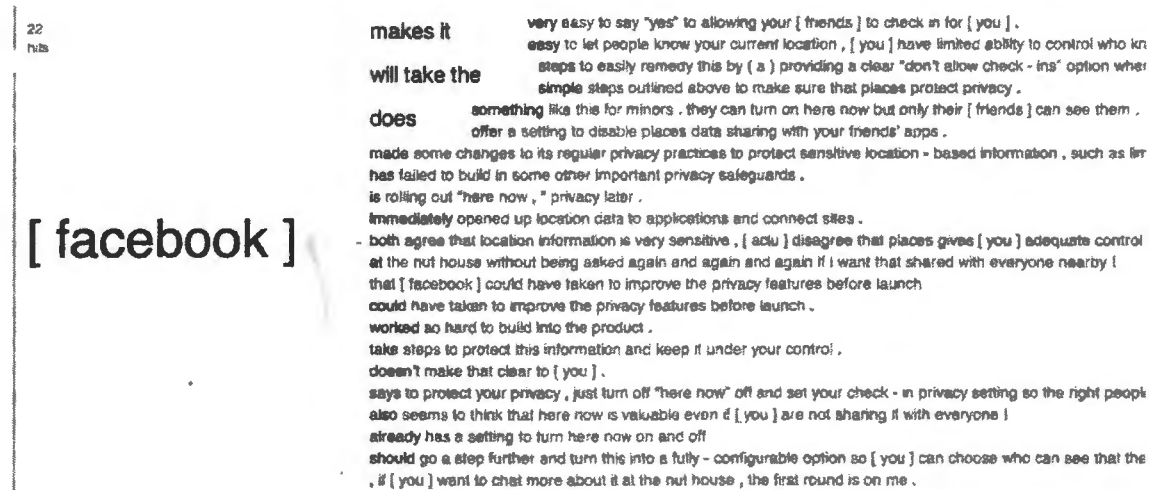 22
hits
[ facebook ]
makes it
very easy to say "yes" to allowing your [ friends ] to check in for [ you ] .
easy to let people know your current location , [ you ] have limited ability to control who kn
will take the
steps to easily remedy this by ( a ) providing a clear "don't allow check - ins" option wher
simple steps outlined above to make sure that places protect privacy .
does
something like this for minors . they can turn on here now but only their [ friends ] can see them .
offer a setting to disable places data sharing with your friends' apps .
made some changes to its regular privacy practices to protect sensitive location - based information , such as lim
has failed to build in some other important privacy safeguards .
is rolling out "here now , " privacy later .
immediately opened up location data to applications and connect sites .
both agree that location information is very sensitive , [ aclu ] disagree that places gives [ you ] adequate control
at the nut house without being asked again and again and again if i want that shared with everyone nearby !
that [ facebook ] could have taken to improve the privacy features before launch
could have taken to improve the privacy features before launch .
worked so hard to build into the product .
take steps to protect this information and keep it under your control .
doesn't make that clear to [ you ] .
says to protect your privacy , just turn off "here now" off and set your check - in privacy setting so the right people
also seems to think that here now is valuable even if [ you ] are not sharing it with everyone !
already has a setting to turn here now on and off
should go a step further and turn this into a fully - configurable option so [ you ] can choose who can see that the
, if [ you ] want to chat more about it at the nut house , the first round is on me .